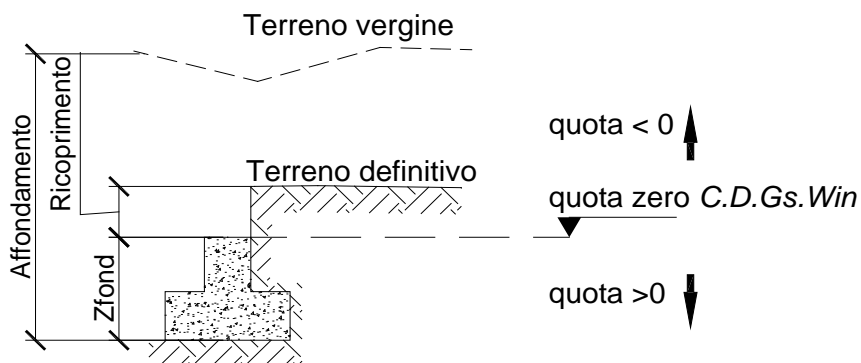 Terreno vergine
Affondamento
Ricoprimento
quota < 0
Terreno definitivo
quota zero C.D.Gs.Win
Zfond
quota >0